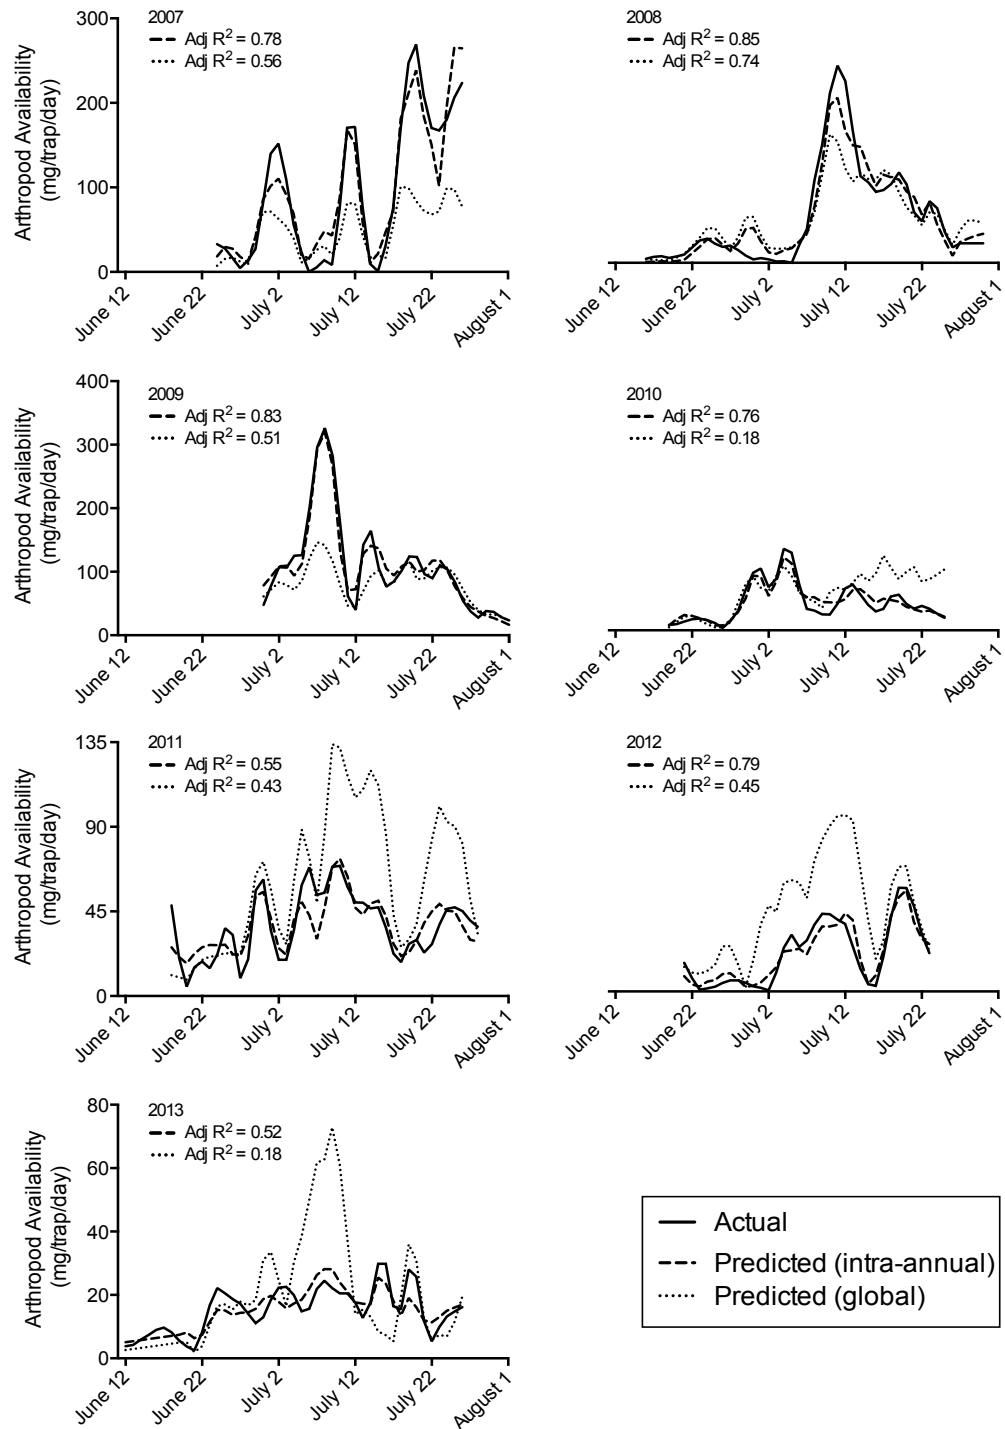 2007
Adj R² = 0.78
Adj R² = 0.56
300
200
100
0
Arthropod Availability
(mg/trap/day)
June 12
June 22
July 2
July 12
July 22
August 1
2008
Adj R² = 0.85
Adj R² = 0.74
June 12
June 22
July 2
July 12
July 22
August 1
2009
Adj R² = 0.83
Adj R² = 0.51
400
300
200
100
0
Arthropod Availability
(mg/trap/day)
June 12
June 22
July 2
July 12
July 22
August 1
2010
Adj R² = 0.76
Adj R² = 0.18
June 12
June 22
July 2
July 12
July 22
August 1
2011
Adj R² = 0.55
Adj R² = 0.43
135
90
45
0
Arthropod Availability
(mg/trap/day)
June 12
June 22
July 2
July 12
July 22
August 1
2012
Adj R² = 0.79
Adj R² = 0.45
June 12
June 22
July 2
July 12
July 22
August 1
2013
Adj R² = 0.52
Adj R² = 0.18
80
60
40
20
0
Arthropod Availability
(mg/trap/day)
June 12
June 22
July 2
July 12
July 22
August 1
Actual
Predicted (intra-annual)
Predicted (global)